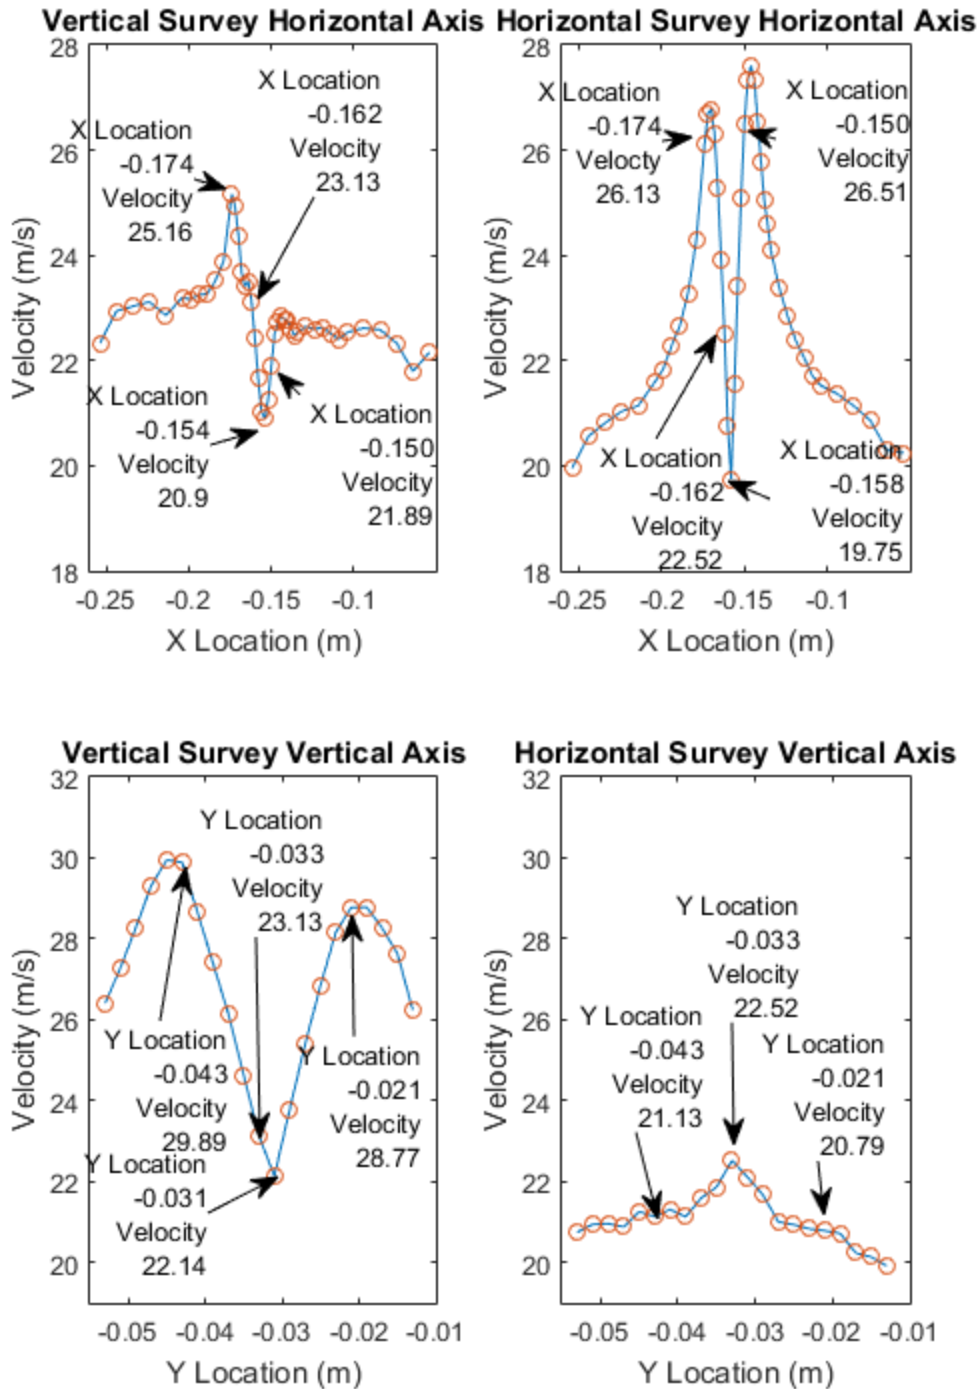 Vertical Survey Horizontal Axis
28
26
24
22
20
18
Velocity (m/s)
X Location
-0.174
Velocity
25.16
X Location
-0.162
Velocity
23.13
X Location
-0.154
Velocity
20.9
X Location
-0.150
Velocity
21.89
-0.25 -0.2 -0.15 -0.1
X Location (m)
Horizontal Survey Horizontal Axis
28
26
24
22
20
18
Velocity (m/s)
X Location
-0.174
Velocty
26.13
X Location
-0.150
Velocity
26.51
X Location
-0.162
Velocity
22.52
X Location
-0.158
Velocity
19.75
-0.25 -0.2 -0.15 -0.1
X Location (m)
Vertical Survey Vertical Axis
32
30
28
26
24
22
20
Velocity (m/s)
Y Location
-0.033
Velocity
23.13
Y Location
-0.043
Velocity
29.89
Y Location
-0.021
Velocity
28.77
Y Location
-0.031
Velocity
22.14
-0.05 -0.04 -0.03 -0.02 -0.01
Y Location (m)
Horizontal Survey Vertical Axis
32
30
28
26
24
22
20
Velocity (m/s)
Y Location
-0.033
Velocity
22.52
Y Location
-0.043
Velocity
21.13
Y Location
-0.021
Velocity
20.79
-0.05 -0.04 -0.03 -0.02 -0.01
Y Location (m)